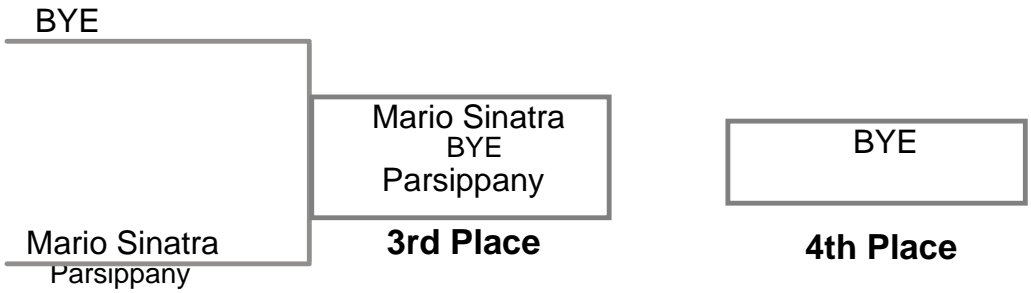 BYE
Mario Sinatra
BYE
Parsippany
3rd Place
BYE
4th Place
Mario Sinatra
Parsippany